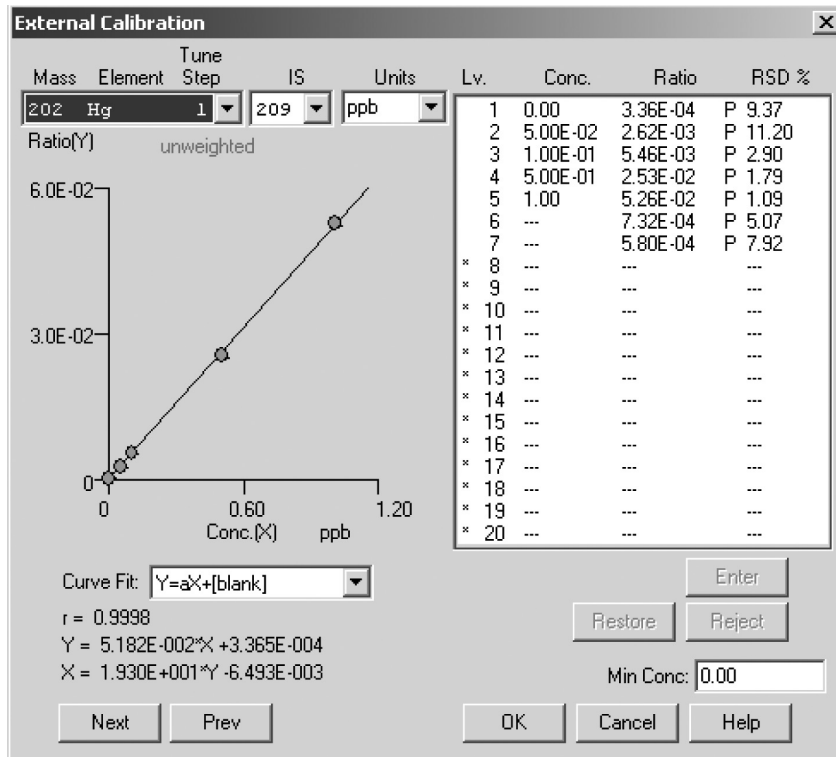 External Calibration
Mass Element Tune Step IS Units
202 Hg 1 209 ppb
Ratio(Y) unweighted
6.0E-02
3.0E-02
0
0 0.60 1.20
Conc.(X) ppb
Curve Fit: Y=aX+[blank]
r = 0.9998
Y = 5.182E-002*X +3.365E-004
X = 1.930E+001*Y -6.493E-003
Next Prev
Lv. Conc. Ratio RSD %
1 0.00 3.36E-04 P 9.37
2 5.00E-02 2.62E-03 P 11.20
3 1.00E-01 5.46E-03 P 2.90
4 5.00E-01 2.53E-02 P 1.79
5 1.00 5.26E-02 P 1.09
6 --- 7.32E-04 P 5.07
7 --- 5.80E-04 P 7.92
* 8 --- --- ---
* 9 --- --- ---
* 10 --- --- ---
* 11 --- --- ---
* 12 --- --- ---
* 13 --- --- ---
* 14 --- --- ---
* 15 --- --- ---
* 16 --- --- ---
* 17 --- --- ---
* 18 --- --- ---
* 19 --- --- ---
* 20 --- --- ---
Enter
Restore Reject
Min Conc: 0.00
OK Cancel Help